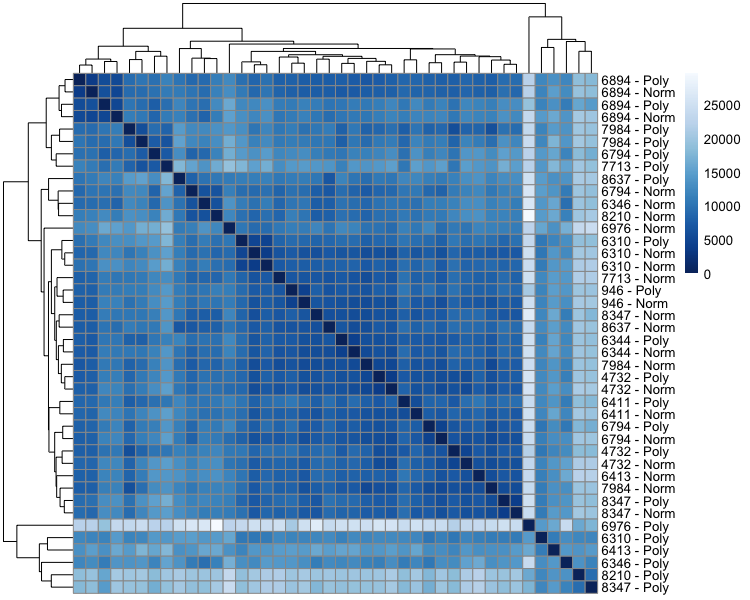 6894 - Poly
6894 - Norm
6894 - Poly
6894 - Norm
7984 - Poly
7984 - Poly
6794 - Poly
7713 - Poly
8637 - Poly
6794 - Norm
6346 - Norm
8210 - Norm
6976 - Norm
6310 - Poly
6310 - Norm
6310 - Norm
7713 - Norm
946 - Poly
946 - Norm
8347 - Norm
8637 - Norm
6344 - Poly
6344 - Norm
7984 - Norm
4732 - Poly
4732 - Norm
6411 - Poly
6411 - Norm
6794 - Poly
6794 - Norm
4732 - Poly
4732 - Norm
6413 - Norm
7984 - Norm
8347 - Poly
8347 - Norm
6976 - Poly
6310 - Poly
6413 - Poly
6346 - Poly
8210 - Poly
8347 - Poly
25000
20000
15000
10000
5000
0